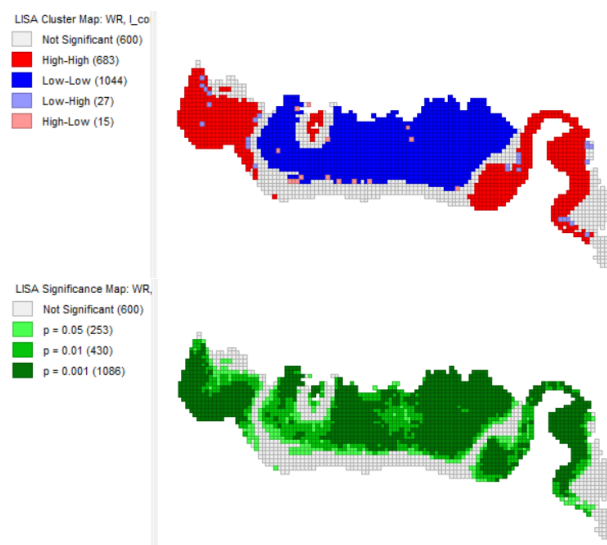 LISA Cluster Map: WR, I_co
Not Significant (600)
High-High (683)
Low-Low (1044)
Low-High (27)
High-Low (15)
LISA Significance Map: WR,
Not Significant (600)
p = 0.05 (253)
p = 0.01 (430)
p = 0.001 (1086)